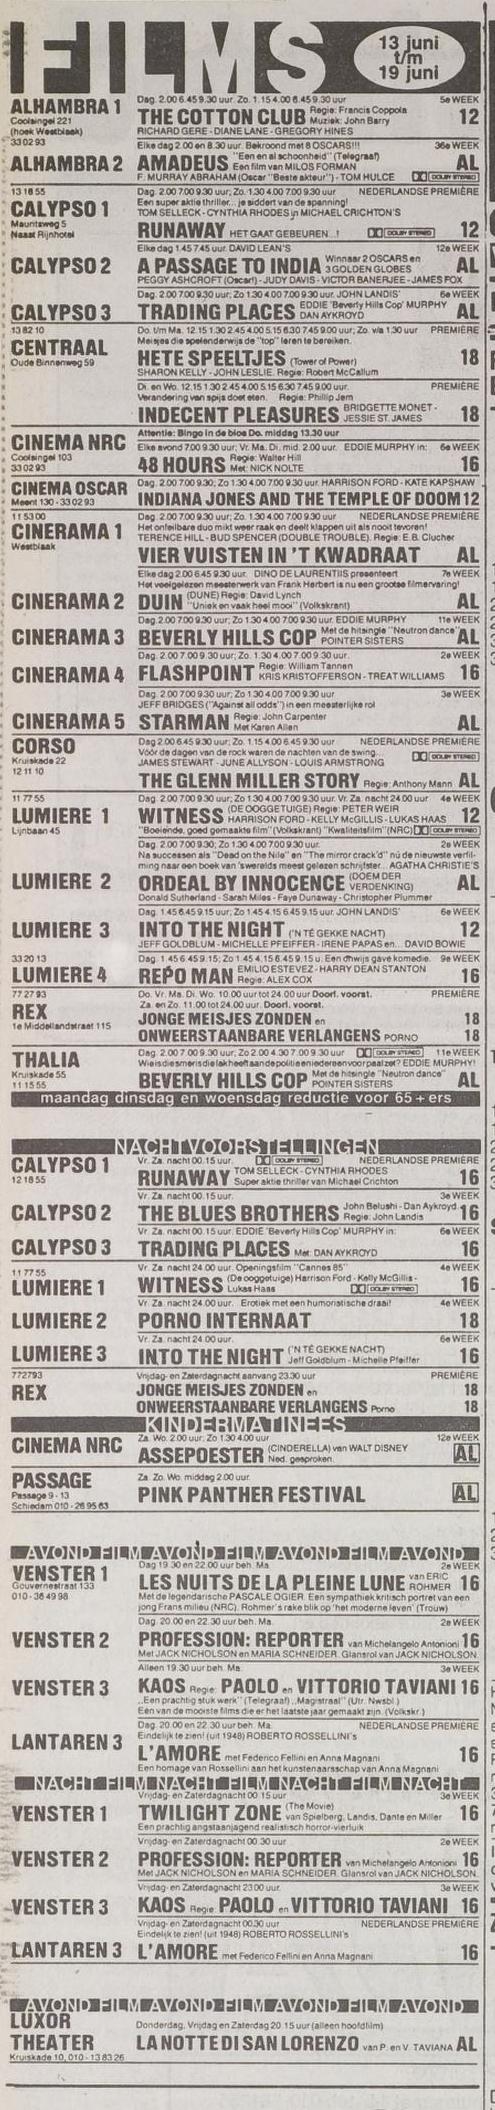 FILMS
13 juni
t/m
19 juni
ALHAMBRA 1
Coolsingel 221
(hoek Westblaak)
33 02 93
Dag. 2.00 6.45 9.30 uur. Zo. 1.15 4.00 6.45 9.30 uur 5e WEEK
THE COTTON CLUB Regie: Francis Coppola Muziek: John Barry 12
RICHARD GERE - DIANE LANE - GREGORY HINES
ALHAMBRA 2
Elke dag 2.00 en 8.30 uur. Bekroond met 8 OSCARS!!! 36e WEEK
AMADEUS "Een en al schoonheid" (Telegraaf) Een film van MILOS FORMAN AL
F. MURRAY ABRAHAM (Oscar "Beste akteur") - TOM HULCE DOLBY STEREO
13 18 55
CALYPSO 1
Mauritsweg 5
Naast Rijnhotel
Dag. 2.00 7.00 9.30 uur; Zo. 1.30 4.00 7.00 9.30 uur NEDERLANDSE PREMIÈRE
Een super aktie thriller... je siddert van de spanning!
TOM SELLECK - CYNTHIA RHODES in MICHAEL CRICHTON'S
RUNAWAY HET GAAT GEBEUREN...! DOLBY STEREO 12
CALYPSO 2
Elke dag 1.45 7.45 uur. DAVID LEAN'S 12e WEEK
A PASSAGE TO INDIA Winnaar 2 OSCARS en 3 GOLDEN GLOBES AL
PEGGY ASHCROFT (Oscar!) - JUDY DAVIS - VICTOR BANERJEE - JAMES FOX
CALYPSO 3
Dag. 2.00 7.00 9.30 uur; Zo 1.30 4.00 7.00 9.30 uur. JOHN LANDIS' 6e WEEK
TRADING PLACES EDDIE 'Beverly Hills Cop' MURPHY DAN AYKROYD AL
13 82 10
CENTRAAL
Oude Binnenweg 59
Do. t/m Ma. 12.15 1.30 2.45 4.00 5.15 6.30 7.45 9.00 uur; Zo. v/a 1.30 uur PREMIÈRE
Meisjes die spelenderwijs de "top" leren te bereiken.
HETE SPEELTJES (Tower of Power) 18
SHARON KELLY - JOHN LESLIE. Regie: Robert McCallum
Di. en Wo. 12.15 1.30 2.45 4.00 5.15 6.30 7.45 9.00 uur. PREMIÈRE
Verandering van spijs doet eten. Regie: Phillip Jem
INDECENT PLEASURES BRIDGETTE MONET - JESSIE ST. JAMES 18
CINEMA NRC
Coolsingel 103
33 02 93
Attentie: Bingo in de bios Do. middag 13.30 uur
Elke avond 7.00 9.30 uur; Vr. Ma. Di. mid. 2.00 uur. EDDIE MURPHY in: 6e WEEK
48 HOURS Regie: Walter Hill Met: NICK NOLTE 16
CINEMA OSCAR
Meent 130 - 33 02 93
Dag. 2.00 7.00 9.30; Zo 1.30 4.00 7.00 9.30 uur. HARRISON FORD - KATE KAPSHAW
INDIANA JONES AND THE TEMPLE OF DOOM 12
11 53 00
CINERAMA 1
Westblaak
Dag. 2.00 7.00 9.30 uur; Zo 1.30 4.00 7.00 9.30 uur NEDERLANDSE PREMIÈRE
Het onfeilbare duo mikt weer raak en deelt klappen uit als nooit tevoren!
TERENCE HILL - BUD SPENCER (DOUBLE TROUBLE). Regie: E.B. Clucher
VIER VUISTEN IN 'T KWADRAAT AL
CINERAMA 2
Elke dag 2.00 6.45 9.30 uur. DINO DE LAURENTIIS presenteert 7e WEEK
Het veelgelezen meesterwerk van Frank Herbert is nu een grootse filmervaring!
DUIN (DUNE) Regie: David Lynch "Uniek en vaak heel mooi" (Volkskrant) AL
CINERAMA 3
Dag. 2.00 7.00 9.30 uur; Zo 1.30 4.00 7.00 9.30 uur. EDDIE MURPHY 11e WEEK
BEVERLY HILLS COP Met de hitsingle "Neutron dance" POINTER SISTERS AL
CINERAMA 4
Dag. 2.00 7.00 9.30 uur; Zo. 1.30 4.00 7.00 9.30 uur 2e WEEK
FLASHPOINT Regie: William Tannen KRIS KRISTOFFERSON - TREAT WILLIAMS 16
CINERAMA 5
Dag. 2.00 7.00 9.30 uur; Zo 1.30 4.00 7.00 9.30 uur 3e WEEK
JEFF BRIDGES ("Against all odds") in een meesterlijke rol
STARMAN Regie: John Carpenter Met Karen Allen AL
CORSO
Kruiskade 22
12 11 10
Dag 2.00 6.45 9.30 uur; Zo. 1.15 4.00 6.45 9.30 uur NEDERLANDSE PREMIÈRE
Vóór de dagen van de rock waren de nachten van de swing...
JAMES STEWART - JUNE ALLYSON - LOUIS ARMSTRONG DOLBY STEREO
THE GLENN MILLER STORY Regie: Anthony Mann AL
11 77 55
LUMIERE 1
Lijnbaan 45
Dag. 2.00 7.00 9.30 uur; Zo 1.30 4.00 7.00 9.30 uur. Vr. Za. nacht 24.00 uur 4e WEEK
WITNESS (DE OOGGETUIGE) Regie: PETER WEIR HARRISON FORD - KELLY McGILLIS - LUKAS HAAS 12
"Boeiende, goed gemaakte film" (Volkskrant) "Kwaliteitsfilm" (NRC) DOLBY STEREO
LUMIERE 2
Dag. 2.00 7.00 9.30 uur; Zo 1.30 4.00 7.00 9.30 uur 2e WEEK
Na successen als "Dead on the Nile" en "The mirror crack'd" nú de nieuwste verfil-
ming naar een boek van 'swerelds meest gelezen schrijfster... AGATHA CHRISTIE'S
ORDEAL BY INNOCENCE (DOEM DER VERDENKING) AL
Donald Sutherland - Sarah Miles - Faye Dunaway - Christopher Plummer
LUMIERE 3
Dag. 1.45 6.45 9.15 uur; Zo 1.45 4.15 6.45 9.15 uur. JOHN LANDIS' 6e WEEK
INTO THE NIGHT ('N TÉ GEKKE NACHT) 12
JEFF GOLDBLUM - MICHELLE PFEIFFER - IRENE PAPAS en... DAVID BOWIE
33 20 13
LUMIERE 4
Dag. 1.45 6.45 9.15; Zo 1.45 4.15 6.45 9.15 u. Een dhwijs gave komedie. 9e WEEK
REPO MAN EMILIO ESTEVEZ - HARRY DEAN STANTON Regie: ALEX COX 16
77 27 93
REX
1e Middellandstraat 115
Do. Vr. Ma. Di. Wo. 10.00 uur tot 24.00 uur Doorl. voorst. PREMIÈRE
Za. en Zo. 11.00 tot 24.00 uur. Doorl. voorst.
JONGE MEISJES ZONDEN en 18
ONWEERSTAANBARE VERLANGENS PORNO 18
THALIA
Kruiskade 55
11 15 55
Dag. 2.00 7.00 9.30 uur; Zo 2.00 4.30 7.00 9.30 uur DOLBY STEREO 11e WEEK
Wie is die smeris die lak heeft aan de politie en iedereen voor paal zet? EDDIE MURPHY!
BEVERLY HILLS COP Met de hitsingle "Neutron dance" POINTER SISTERS AL
maandag dinsdag en woensdag reductie voor 65 + ers
NACHTVOORSTELLINGEN
CALYPSO 1
12 18 55
Vr. Za. nacht 00.15 uur. DOLBY STEREO NEDERLANDSE PREMIÈRE
RUNAWAY TOM SELLECK - CYNTHIA RHODES Super aktie thriller van Michael Crichton 16
CALYPSO 2
Vr. Za. nacht 00.15 uur. 3e WEEK
THE BLUES BROTHERS John Belushi - Dan Aykroyd. Regie: John Landis 16
CALYPSO 3
Vr. Za. nacht 00.15 uur. EDDIE 'Beverly Hills Cop' MURPHY in: 6e WEEK
TRADING PLACES Met: DAN AYKROYD 16
11 77 55
LUMIERE 1
Vr. Za. nacht 24.00 uur. Openingsfilm "Cannes 85" 4e WEEK
WITNESS (De ooggetuige) Harrison Ford - Kelly McGillis - Lukas Haas DOLBY STEREO 16
LUMIERE 2
Vr. Za. nacht 24.00 uur. Erotiek met een humoristische draai! 4e WEEK
PORNO INTERNAAT 18
LUMIERE 3
Vr. Za. nacht 24.00 uur. 6e WEEK
INTO THE NIGHT ('N TÉ GEKKE NACHT) Jeff Goldblum - Michelle Pfeiffer 16
772793
REX
Vrijdag- en Zaterdagnacht aanvang 23.30 uur PREMIÈRE
JONGE MEISJES ZONDEN en 18
ONWEERSTAANBARE VERLANGENS Porno 18
KINDERMATINEES
CINEMA NRC
Za. Wo. 2.00 uur; Zo. 1.30 4.00 uur 12e WEEK
ASSEPOESTER (CINDERELLA) van WALT DISNEY Ned. gesproken. AL
PASSAGE
Passage 9 - 13
Schiedam 010 - 26 95 63
Za. Zo. Wo. middag 2.00 uur.
PINK PANTHER FESTIVAL AL
AVOND FILM AVOND FILM AVOND FILM AVOND
VENSTER 1
Gouvernestraat 133
010 - 36 49 98
Dag 19.30 en 22.00 uur beh. Ma. 2e WEEK
LES NUITS DE LA PLEINE LUNE van ERIC ROHMER 16
Met de legendarische PASCALE OGIER. Een sympathiek kritisch portret van een
jong Frans milieu (NRC). Rohmer's rake blik op 'het moderne leven' (Trouw)
VENSTER 2
Dag. 20.00 en 22.30 uur beh. Ma. 2e WEEK
PROFESSION: REPORTER van Michelangelo Antonioni 16
Met JACK NICHOLSON en MARIA SCHNEIDER. Glansrol van JACK NICHOLSON.
VENSTER 3
Alleen 19.30 uur beh. Ma. 3e WEEK
KAOS Regie: PAOLO en VITTORIO TAVIANI 16
,,Een prachtig stuk werk" (Telegraaf) ,,Magistraal" (Utr. Nwsbl.)
Eén van de mooiste films die er het laatste jaar gemaakt zijn. (Volkskr.)
LANTAREN 3
Dag. 20.00 en 22.30 uur beh. Ma. NEDERLANDSE PREMIÈRE
Eindelijk te zien! (uit 1948) ROBERTO ROSSELLINI's
L'AMORE met Federico Fellini en Anna Magnani 16
Een homage van Rossellini aan het kunstenaarsschap van Anna Magnani
NACHT FILM NACHT FILM NACHT FILM NACHT
VENSTER 1
Vrijdag- en Zaterdagnacht 00.15 uur 3e WEEK
TWILIGHT ZONE (The Movie) van Spielberg, Landis, Dante en Miller 16
Een prachtig angstaanjagend realistisch horror-vierluik
VENSTER 2
Vrijdag- en Zaterdagnacht 00.30 uur 2e WEEK
PROFESSION: REPORTER van Michelangelo Antonioni 16
Met JACK NICHOLSON en MARIA SCHNEIDER. Glansrol van JACK NICHOLSON
VENSTER 3
Vrijdag- en Zaterdagnacht 23.00 uur. 3e WEEK
KAOS Regie PAOLO en VITTORIO TAVIANI 16
LANTAREN 3
Vrijdag- en Zaterdagnacht 00.30 uur NEDERLANDSE PREMIÈRE
Eindelijk te zien! (uit 1948) ROBERTO ROSSELLINI's
L'AMORE met Federico Fellini en Anna Magnani 16
AVOND FILM AVOND FILM AVOND FILM AVOND
LUXOR
THEATER
Kruiskade 10, 010 - 13 83 26
Donderdag, Vrijdag en Zaterdag 20.15 uur (alleen hoofdfilm)
LA NOTTE DI SAN LORENZO van P. en V. TAVIANA AL